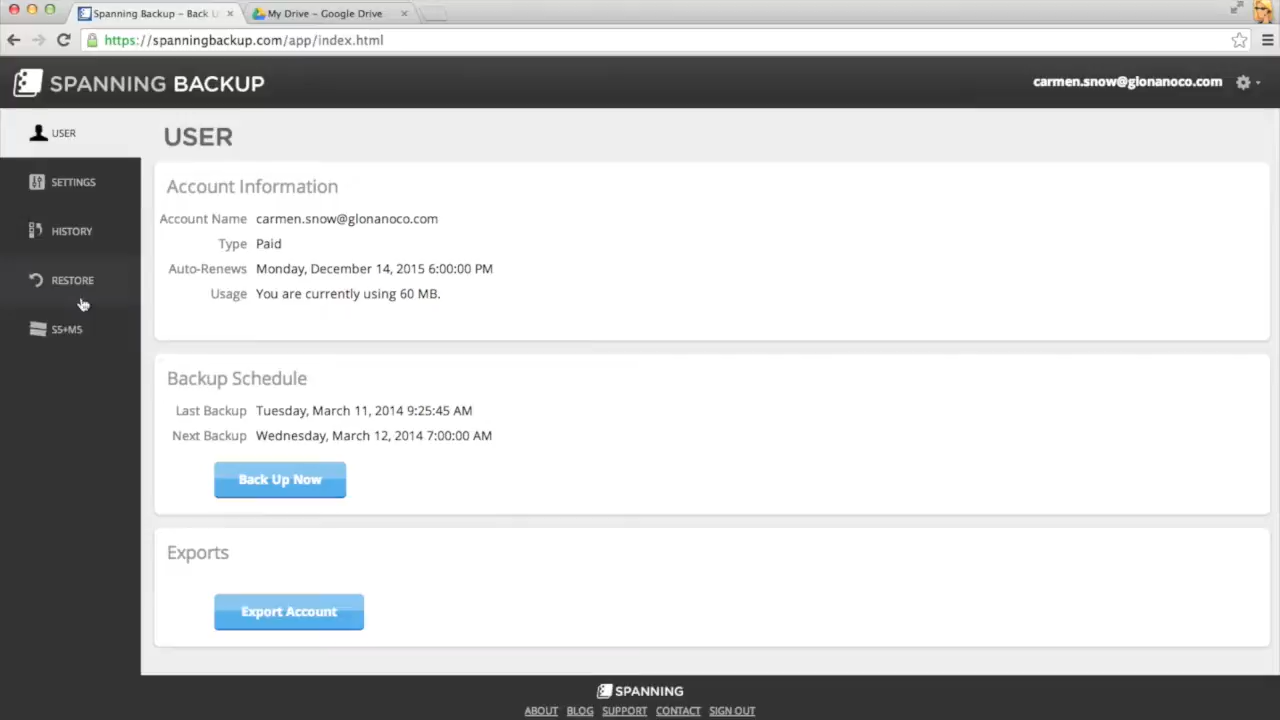 Spanning Backup – Back U
My Drive – Google Drive
https://spanningbackup.com/app/index.html
SPANNING BACKUP
carmen.snow@glonanoco.com
USER
SETTINGS
HISTORY
RESTORE
S5+M5
USER
Account Information
Account Name carmen.snow@glonanoco.com
Type Paid
Auto-Renews Monday, December 14, 2015 6:00:00 PM
Usage You are currently using 60 MB.
Backup Schedule
Last Backup Tuesday, March 11, 2014 9:25:45 AM
Next Backup Wednesday, March 12, 2014 7:00:00 AM
Back Up Now
Exports
Export Account
SPANNING
ABOUT BLOG SUPPORT CONTACT SIGN OUT